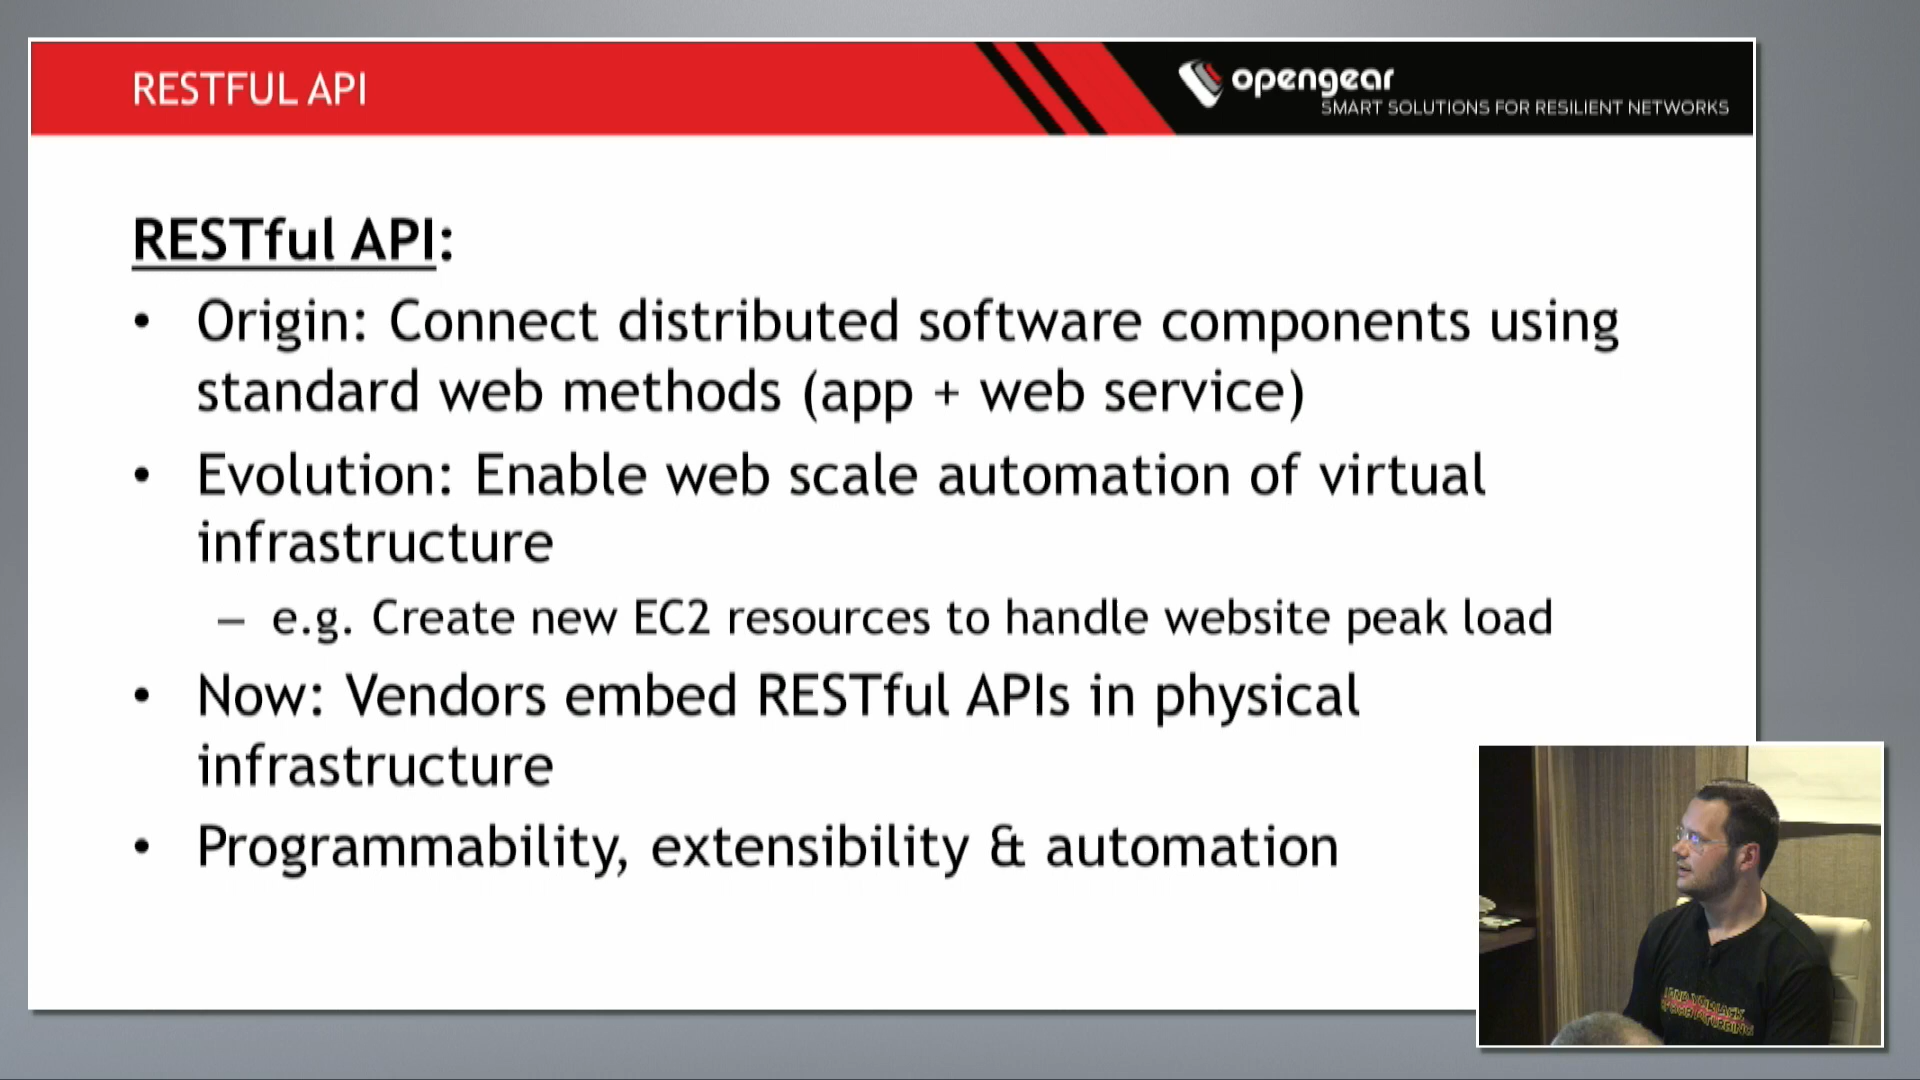 RESTFUL API
opengear
SMART SOLUTIONS FOR RESILIENT NETWORKS
RESTful API:
• Origin: Connect distributed software components using
standard web methods (app + web service)
• Evolution: Enable web scale automation of virtual
infrastructure
– e.g. Create new EC2 resources to handle website peak load
• Now: Vendors embed RESTful APIs in physical
infrastructure
• Programmability, extensibility & automation